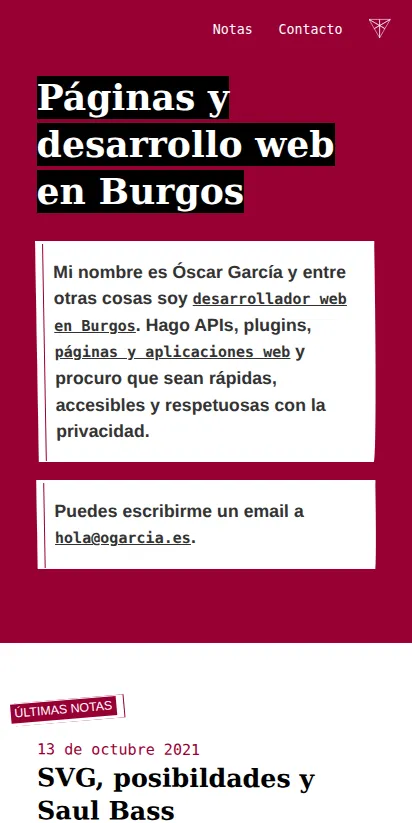 Notas Contacto
Páginas y
desarrollo web
en Burgos
Mi nombre es Óscar García y entre
otras cosas soy desarrollador web
en Burgos. Hago APIs, plugins,
páginas y aplicaciones web y
procuro que sean rápidas,
accesibles y respetuosas con la
privacidad.
Puedes escribirme un email a
hola@ogarcia.es.
ÚLTIMAS NOTAS
13 de octubre 2021
SVG, posibildades y
Saul Bass